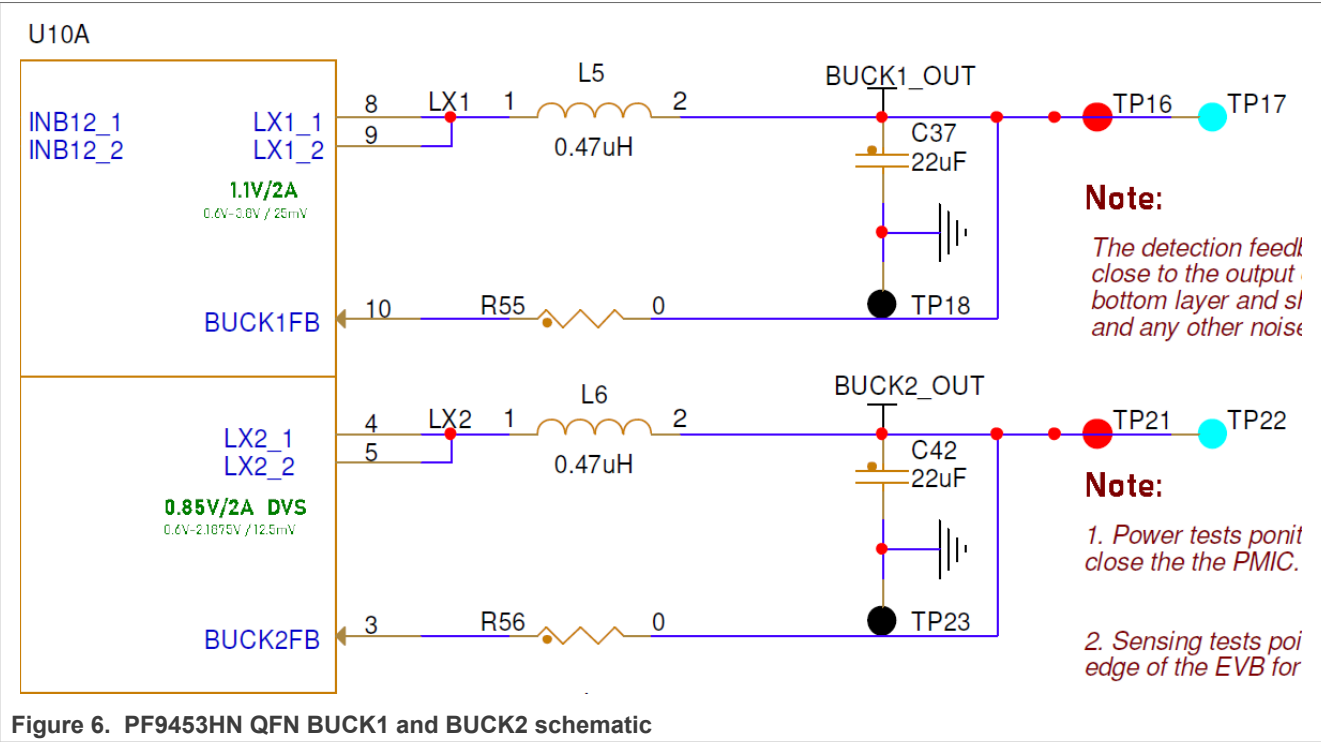 U10A
INB12_1
INB12_2
LX1_1
LX1_2
1.1V/2A
0.6V-3.8V / 25mV
BUCK1FB
8
9
10
LX1
1
L5
2
0.47uH
R55
0
BUCK1_OUT
C37
22uF
TP18
TP16
TP17
Note:
The detection feedb
close to the output
bottom layer and sh
and any other noise
LX2_1
LX2_2
0.85V/2A DVS
0.6V-2.1875V / 12.5mV
BUCK2FB
4
5
3
LX2
1
L6
2
0.47uH
R56
0
BUCK2_OUT
C42
22uF
TP23
TP21
TP22
Note:
1. Power tests ponit
close the the PMIC.
2. Sensing tests poi
edge of the EVB for
Figure 6. PF9453HN QFN BUCK1 and BUCK2 schematic